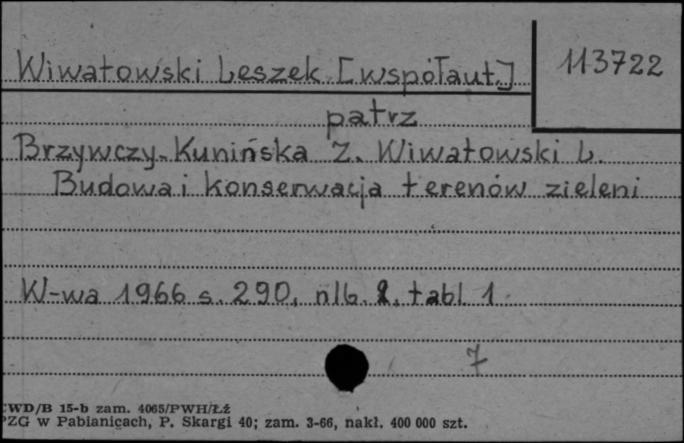 Wiwatowski Leszek [współaut.]
113722
patrz
Brzywczy-Kunińska Z. Wiwatowski L.
Budowa i konserwacja terenów zieleni
W-wa 1966 s. 290, nlb. 2, tabl 1
7
CWD/B 15-b zam. 4065/PWH/Łż
PZG w Pabianicach, P. Skargi 40; zam. 3-66, nakł. 400 000 szt.